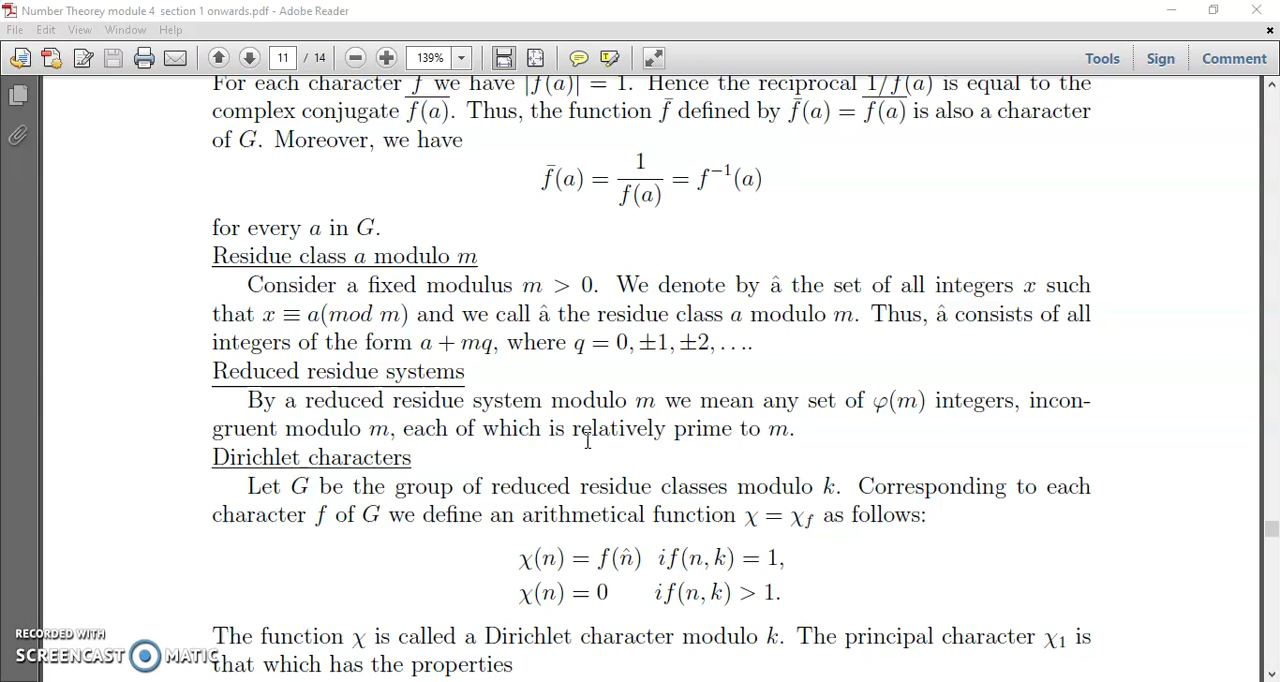 Number Theorey module 4 section 1 onwards.pdf - Adobe Reader
File Edit View Window Help
11 / 14 139% Tools Sign Comment
For each character f we have |f(a)| = 1. Hence the reciprocal 1/f(a) is equal to the
complex conjugate f̅(̅a̅)̅. Thus, the function f̄ defined by f̄(a) = f̅(̅a̅)̅ is also a character
of G. Moreover, we have
f̄(a) = 1/f(a) = f⁻¹(a)
for every a in G.
Residue class a modulo m
Consider a fixed modulus m > 0. We denote by â the set of all integers x such
that x ≡ a(mod m) and we call â the residue class a modulo m. Thus, â consists of all
integers of the form a + mq, where q = 0, ±1, ±2, ....
Reduced residue systems
By a reduced residue system modulo m we mean any set of φ(m) integers, incon-
gruent modulo m, each of which is relatively prime to m.
Dirichlet characters
Let G be the group of reduced residue classes modulo k. Corresponding to each
character f of G we define an arithmetical function χ = χ_f as follows:
χ(n) = f(n̂) if(n, k) = 1,
χ(n) = 0 if(n, k) > 1.
The function χ is called a Dirichlet character modulo k. The principal character χ₁ is
that which has the properties
RECORDED WITH
SCREENCAST MATIC